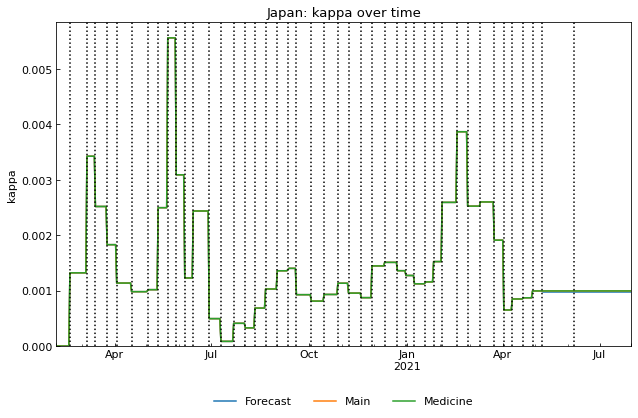 Japan: kappa over time
0.005
0.004
0.003
0.002
0.001
0.000
kappa
Apr Jul Oct Jan Apr Jul
2021
Forecast Main Medicine